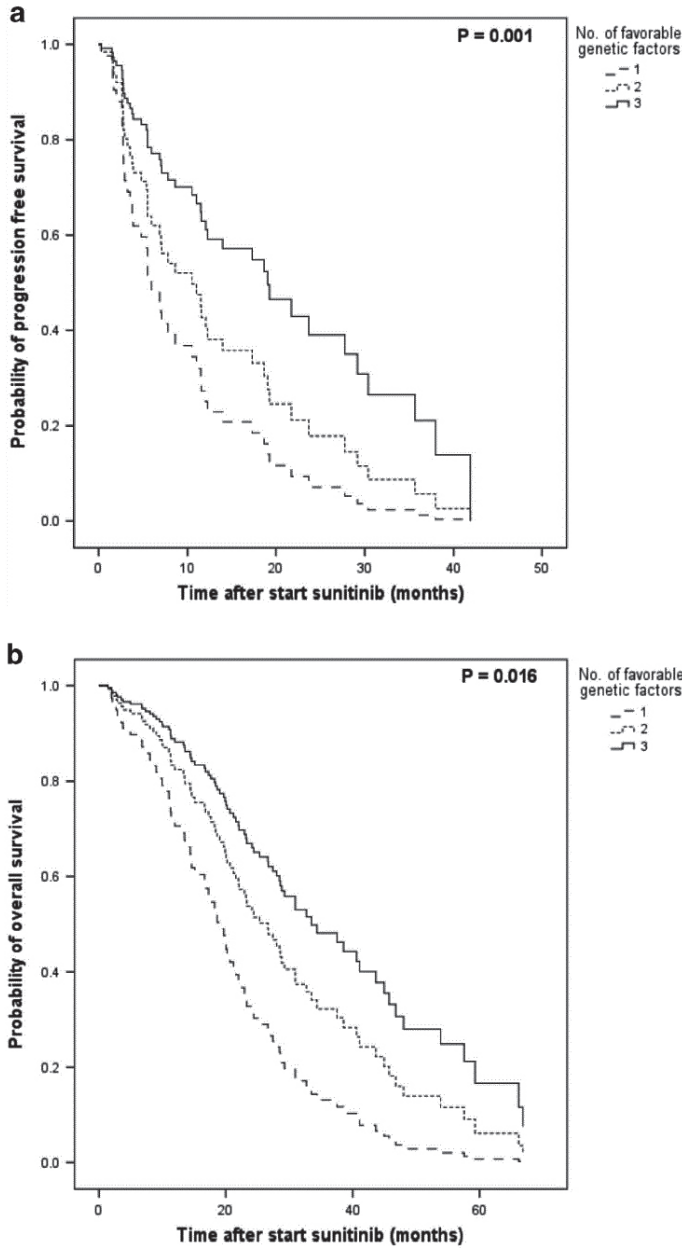 a
P = 0.001
No. of favorable
genetic factors
1
2
3
1.0
0.8
0.6
0.4
0.2
0.0
Probability of progression free survival
0 10 20 30 40 50
Time after start sunitinib (months)
b
P = 0.016
No. of favorable
genetic factors
1
2
3
1.0
0.8
0.6
0.4
0.2
0.0
Probability of overall survival
0 20 40 60
Time after start sunitinib (months)